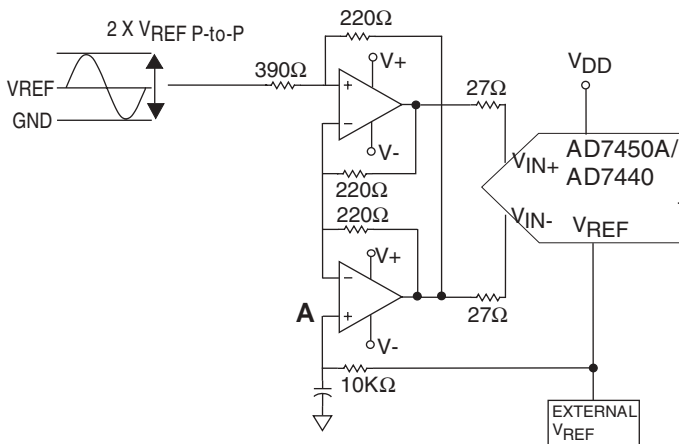 2 X VREF P-to-P
VREF
GND
390Ω
220Ω
V+
+
−
V-
220Ω
220Ω
27Ω
VDD
VIN+
AD7450A/
AD7440
VIN-
VREF
V+
−
A
+
V-
27Ω
10KΩ
EXTERNAL
VREF